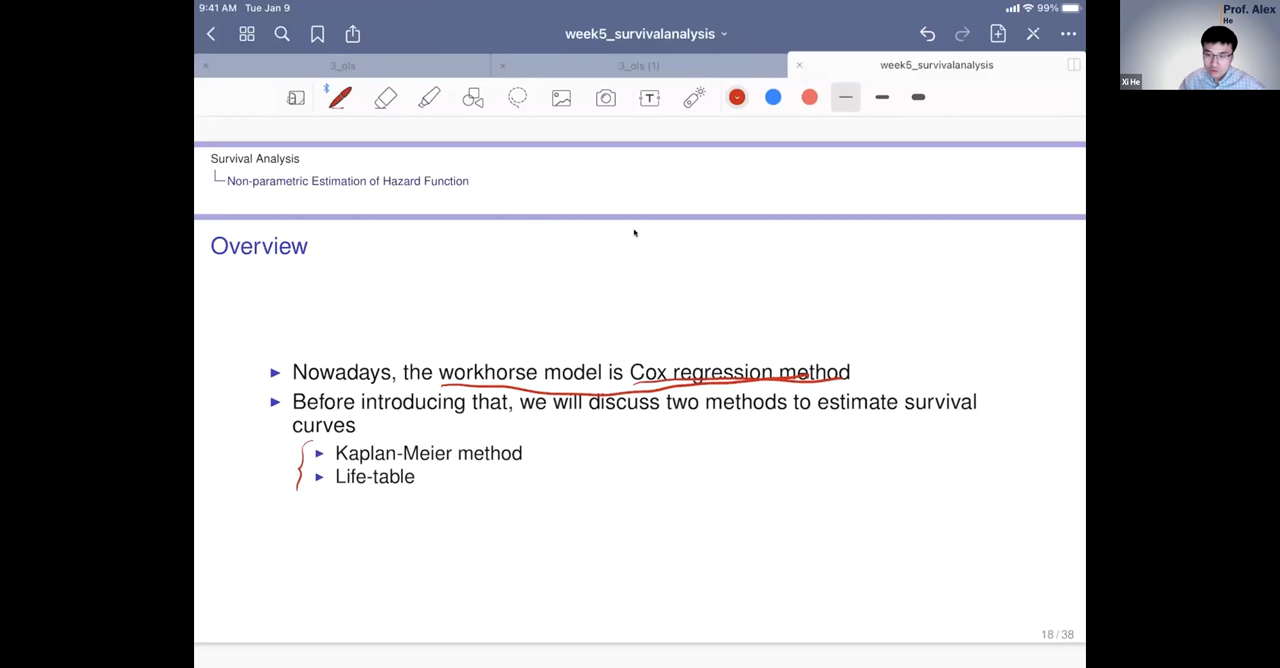 9:41 AM Tue Jan 9
99%
week5_survivalanalysis
3_ols
3_ols (1)
week5_survivalanalysis
T
Survival Analysis
Non-parametric Estimation of Hazard Function
Overview
Nowadays, the workhorse model is Cox regression method
Before introducing that, we will discuss two methods to estimate survival
curves
Kaplan-Meier method
Life-table
18 / 38
Prof. Alex
He
Xi He